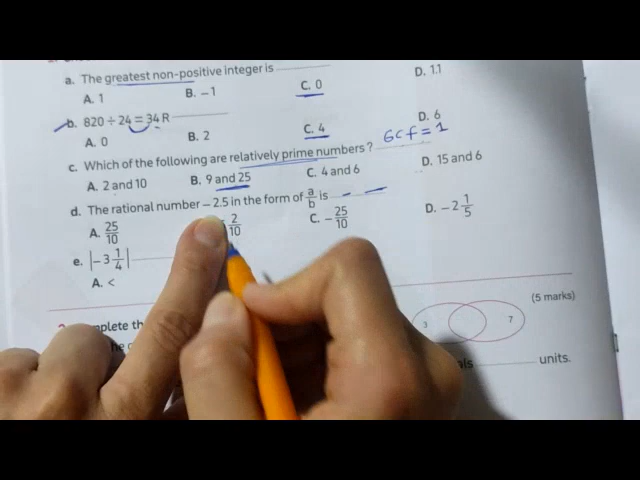 a. The greatest non-positive integer is
A. 1 B. −1 C. 0 D. 1.1
b. 820 ÷ 24 = 34 R
A. 0 B. 2 C. 4 D. 6
c. Which of the following are relatively prime numbers? GCF = 1
A. 2 and 10 B. 9 and 25 C. 4 and 6 D. 15 and 6
d. The rational number −2.5 in the form of a/b is
A. 25/10 2/10 C. −25/10 D. −2 1/5
e. |−3 1/4|
A. <
(5 marks)
mplete th
3 7
units.